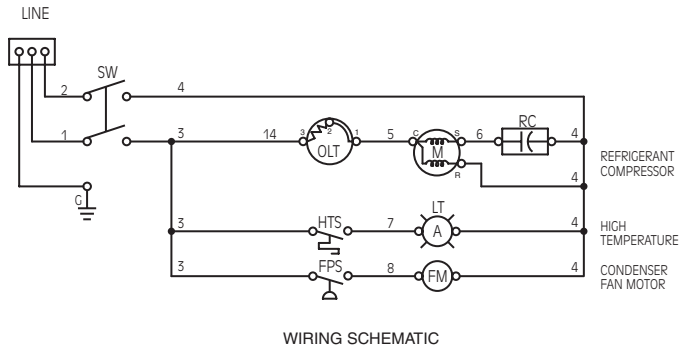 LINE
SW
2
4
1
3
14
3
2
1
OLT
5
C
S
M
R
6
RC
4
4
REFRIGERANT
COMPRESSOR
G
3
HTS
7
LT
A
4
HIGH
TEMPERATURE
3
FPS
8
FM
4
CONDENSER
FAN MOTOR
WIRING SCHEMATIC